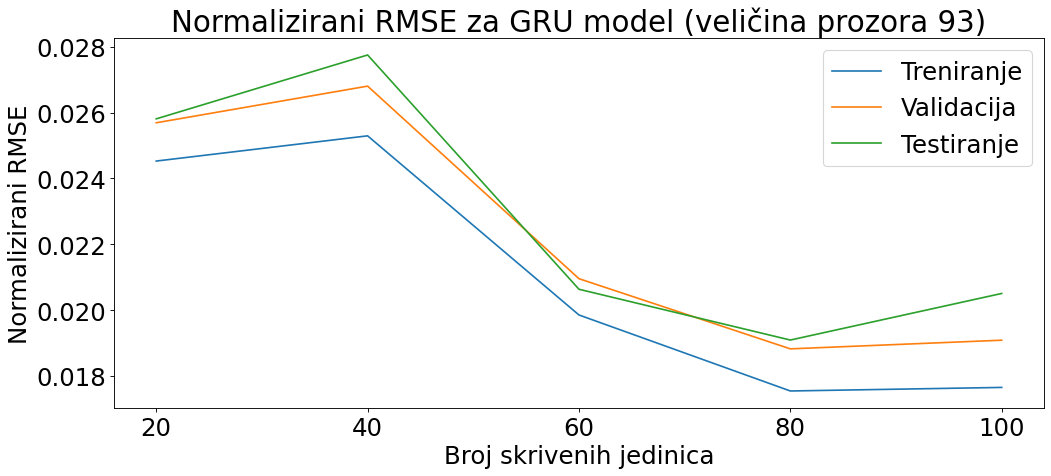 Normalizirani RMSE za GRU model (veličina prozora 93)
Normalizirani RMSE
0.028
0.026
0.024
0.022
0.020
0.018
Treniranje
Validacija
Testiranje
20 40 60 80 100
Broj skrivenih jedinica